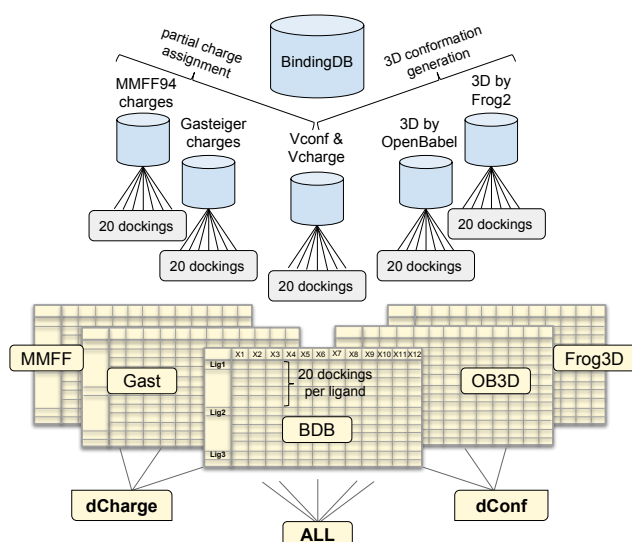 partial charge
assignment
BindingDB
3D conformation
generation
MMFF94
charges
Gasteiger
charges
Vconf &
Vcharge
3D by
OpenBabel
3D by
Frog2
20 dockings
20 dockings
20 dockings
20 dockings
20 dockings
MMFF
Gast
X1 X2 X3 X4 X5 X6 X7 X8 X9 X10 X11 X12
Lig1
20 dockings
per ligand
Lig2
BDB
Lig3
OB3D
Frog3D
dCharge
ALL
dConf